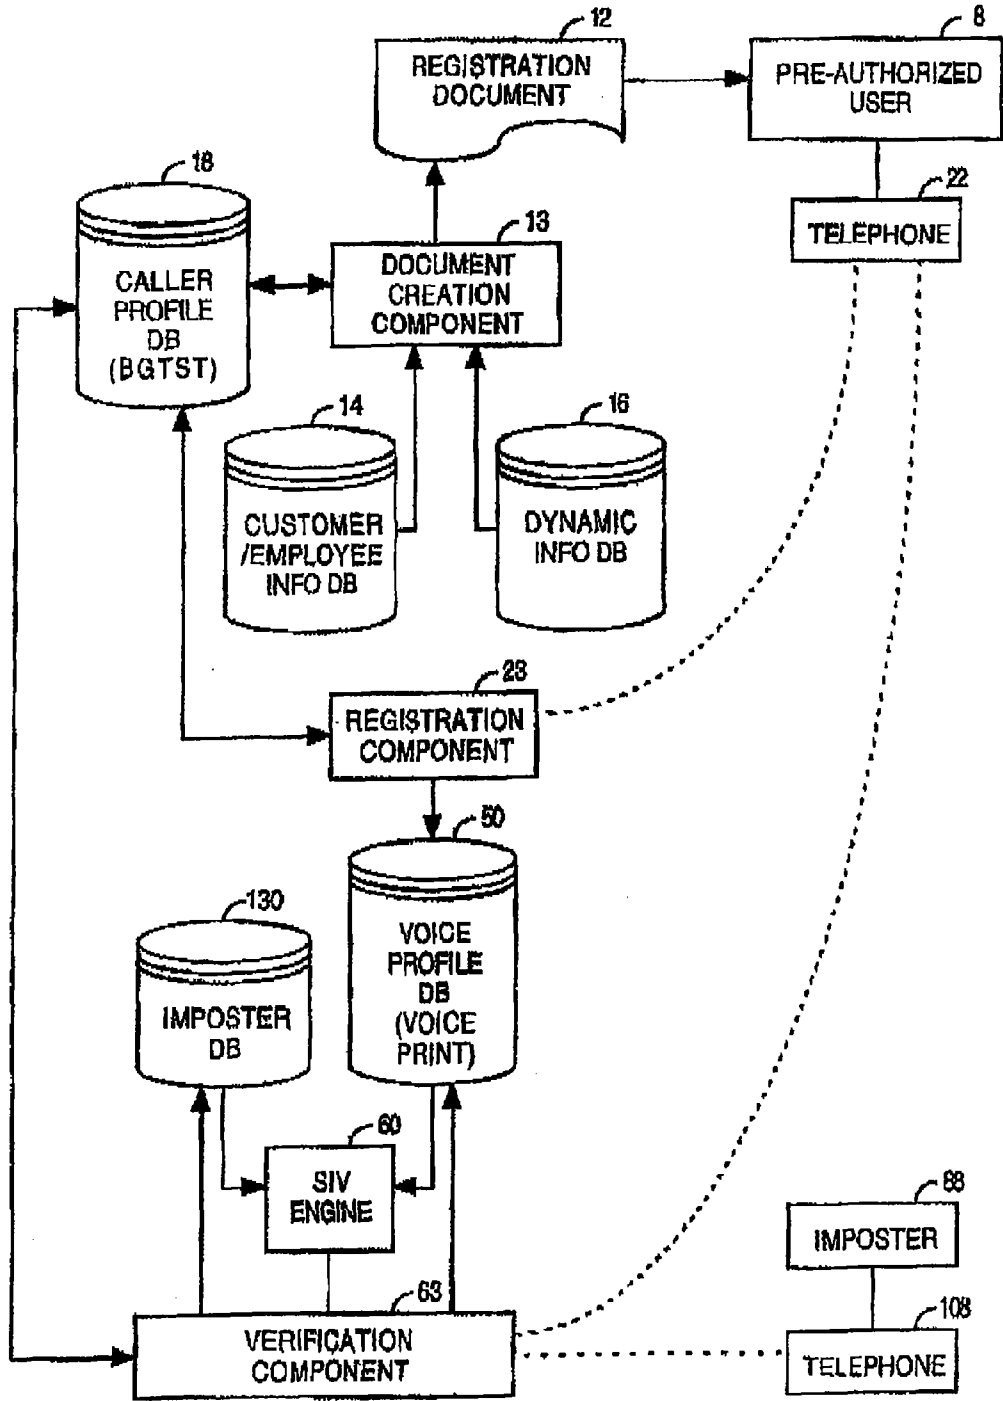 12
REGISTRATION
DOCUMENT
8
PRE-AUTHORIZED
USER
22
TELEPHONE
18
CALLER
PROFILE
DB
(BGTST)
13
DOCUMENT
CREATION
COMPONENT
14
CUSTOMER
/EMPLOYEE
INFO DB
16
DYNAMIC
INFO DB
23
REGISTRATION
COMPONENT
50
VOICE
PROFILE
DB
(VOICE
PRINT)
130
IMPOSTER
DB
60
SIV
ENGINE
63
VERIFICATION
COMPONENT
88
IMPOSTER
108
TELEPHONE